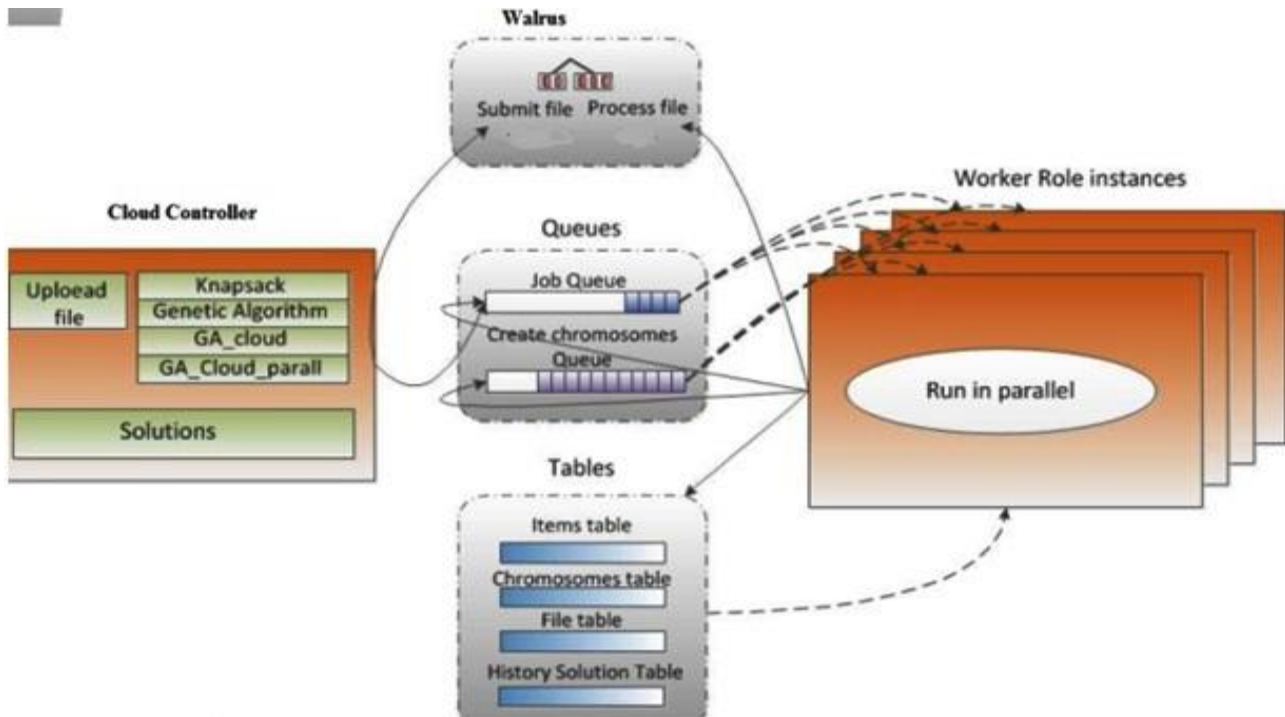 Walrus
Submit file
Process file
Cloud Controller
Uploead
file
Knapsack
Genetic Algorithm
GA_cloud
GA_Cloud_parall
Solutions
Queues
Job Queue
Create chromosomes
Queue
Worker Role instances
Run in parallel
Tables
Items table
Chromosomes table
File table
History Solution Table